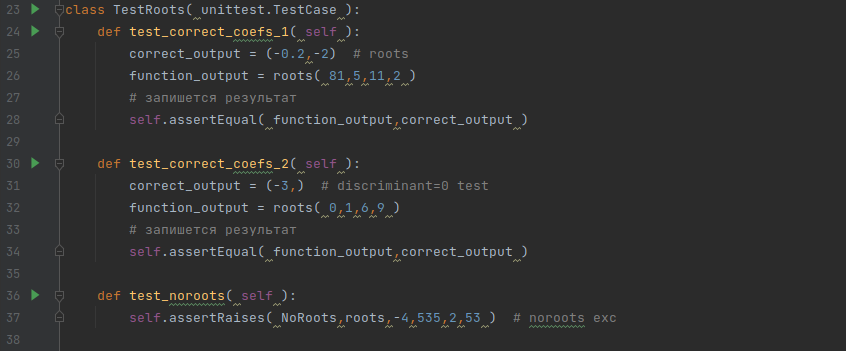 23 class TestRoots( unittest.TestCase ):
24 def test_correct_coefs_1( self ):
25 correct_output = (-0.2,-2)  # roots
26 function_output = roots( 81,5,11,2 )
27 # запишется результат
28 self.assertEqual( function_output,correct_output )
29
30 def test_correct_coefs_2( self ):
31 correct_output = (-3,)  # discriminant=0 test
32 function_output = roots( 0,1,6,9 )
33 # запишется результат
34 self.assertEqual( function_output,correct_output )
35
36 def test_noroots( self ):
37 self.assertRaises( NoRoots,roots,-4,535,2,53 )  # noroots exc
38